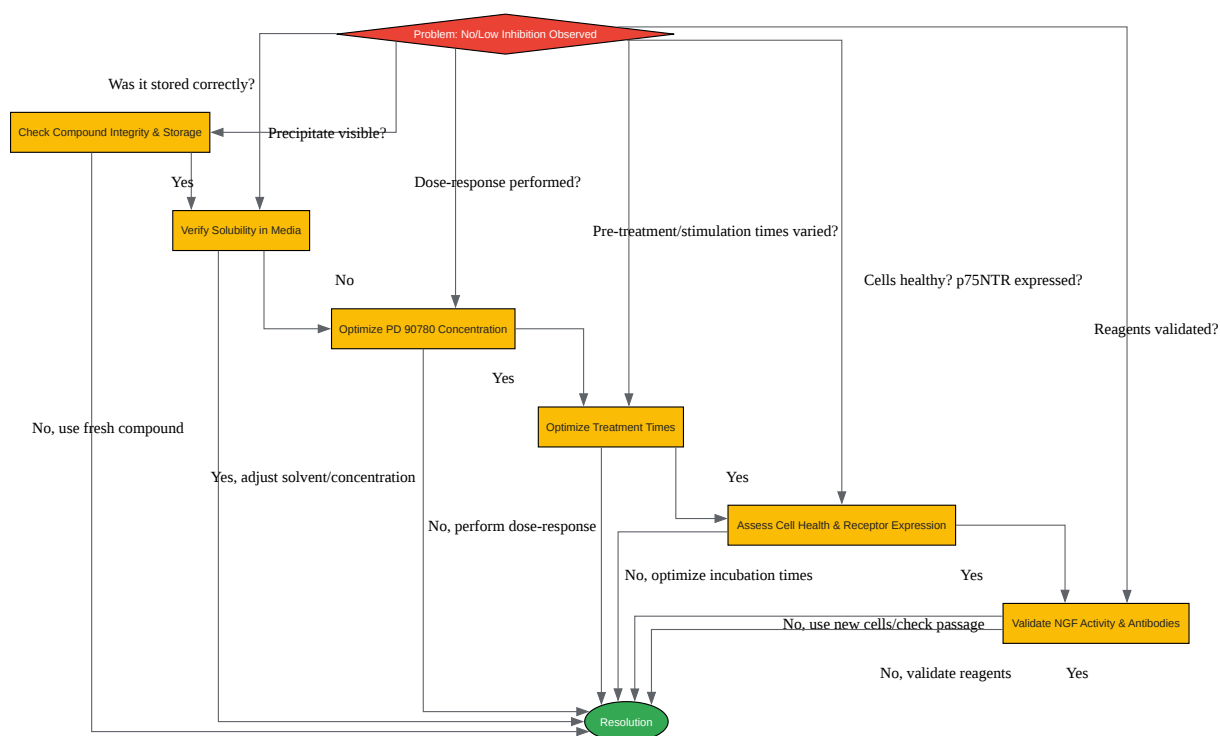 Problem: No/Low Inhibition Observed
Was it stored correctly?
Check Compound Integrity & Storage
Precipitate visible?
Yes
Dose-response performed?
Verify Solubility in Media
Pre-treatment/stimulation times varied?
No
Cells healthy? p75NTR expressed?
Optimize PD 90780 Concentration
Reagents validated?
Yes
No, use fresh compound
Optimize Treatment Times
Yes, adjust solvent/concentration
Yes
No, perform dose-response
Assess Cell Health & Receptor Expression
No, optimize incubation times
Yes
No, use new cells/check passage
Validate NGF Activity & Antibodies
No, validate reagents
Yes
Resolution